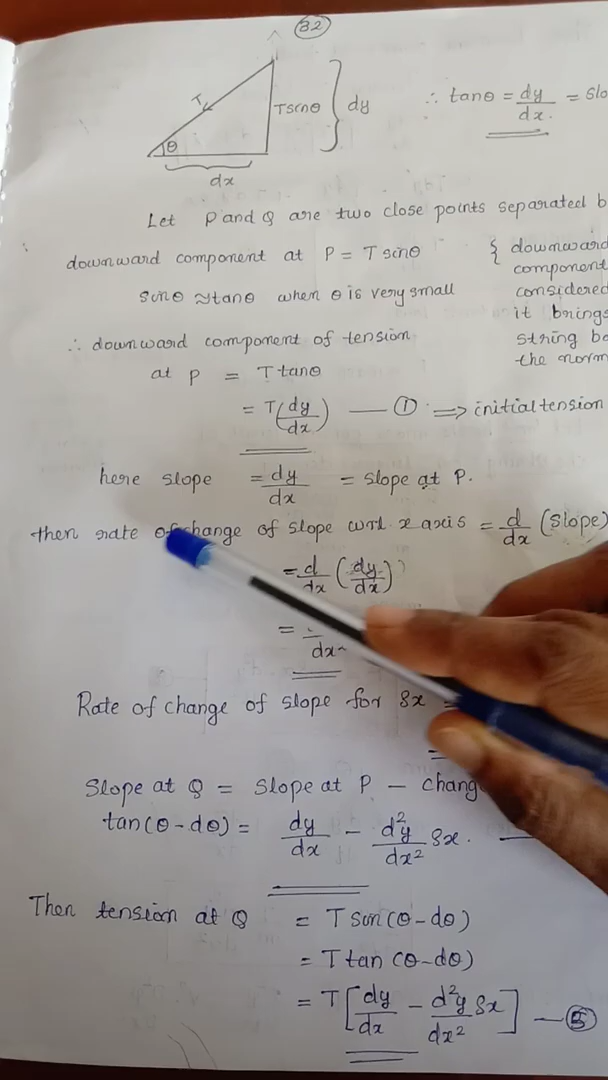 32
T
Tsinθ
dy
∴ tanθ = dy/dx =
θ
dx
Let P and Q are two close points separated
downward component at P = T sinθ { downward
component
sinθ ≈ tanθ when θ is very small considered
it brings
∴ downward component of tension string
the
at P = T tanθ
= T(dy/dx) — ① ⟹ initial tension
here slope = dy/dx = slope at P.
then rate of change of slope wrt x axis = d/dx (slope)
= d/dx (dy/dx)
=
Rate of change of slope for δx
Slope at Q = slope at P −
tan(θ-dθ) = dy/dx − d²y/dx² δx. —
Then tension at Q = T sin(θ-dθ)
= T tan(θ-dθ)
= T[dy/dx − d²y/dx² δx] — ⑤